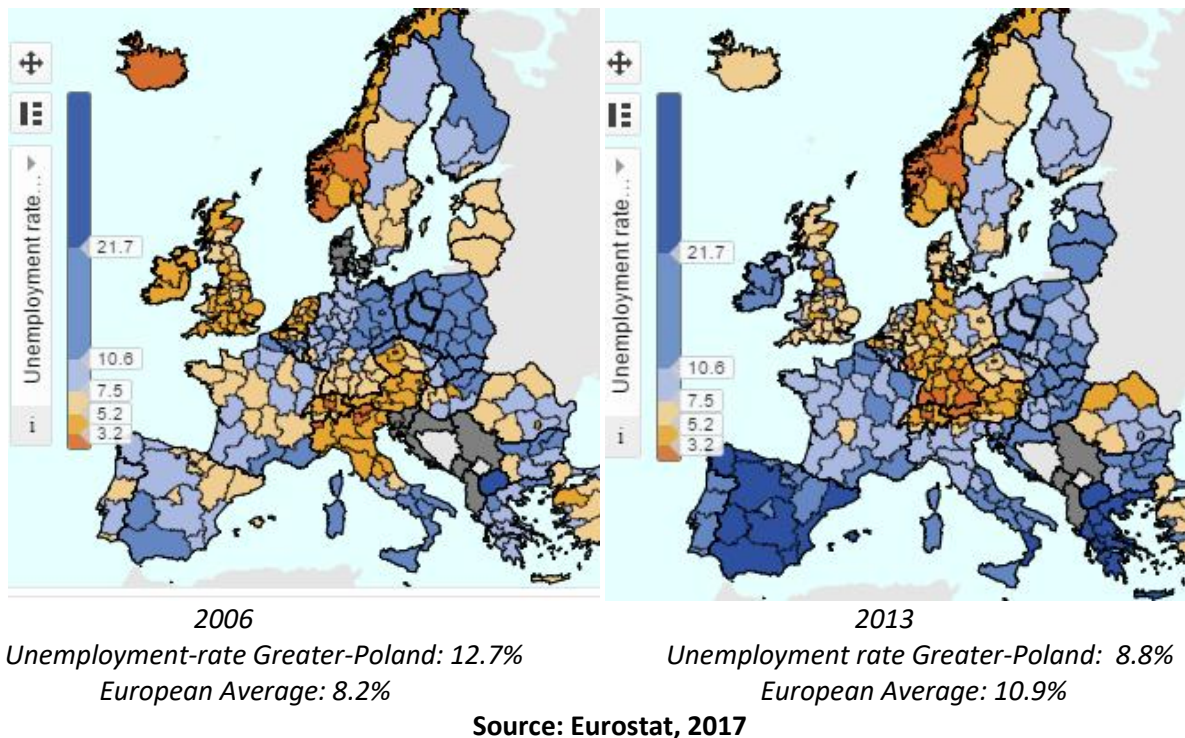 Unemployment rate...
21.7
10.6
7.5
5.2
3.2
i
Unemployment rate...
21.7
10.6
7.5
5.2
3.2
i
2006
Unemployment-rate Greater-Poland: 12.7%
European Average: 8.2%
2013
Unemployment rate Greater-Poland:  8.8%
European Average: 10.9%
Source: Eurostat, 2017